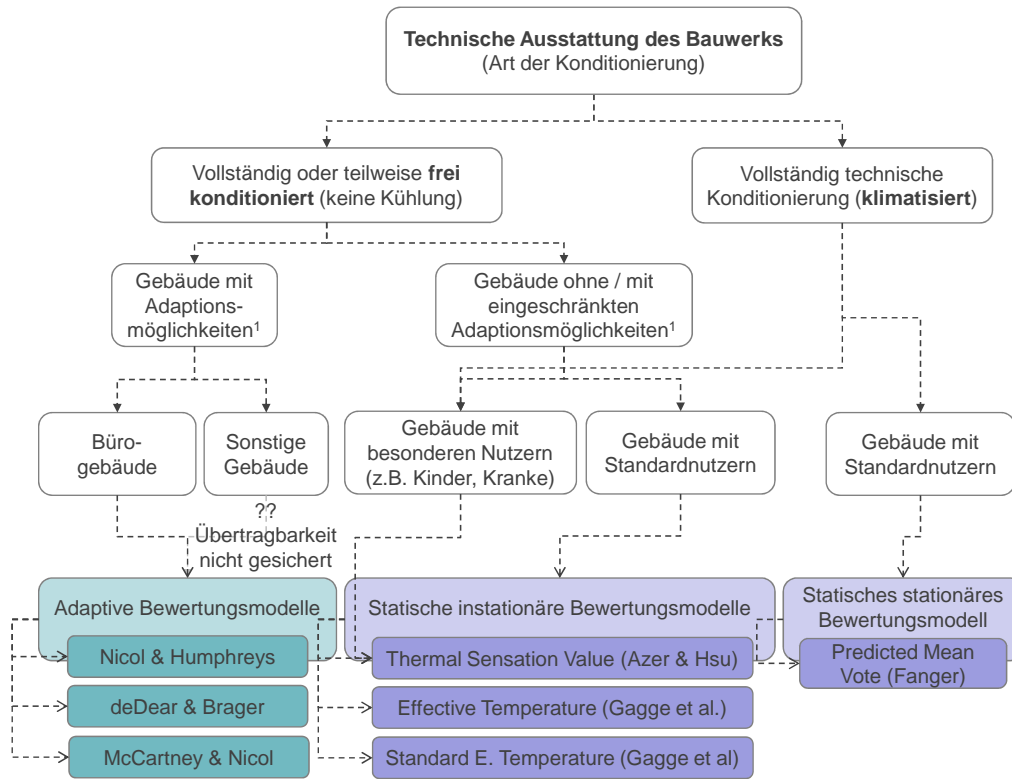 Technische Ausstattung des Bauwerks
(Art der Konditionierung)
Vollständig oder teilweise frei
konditioniert (keine Kühlung)
Vollständig technische
Konditionierung (klimatisiert)
Gebäude mit
Adaptions-
möglichkeiten¹
Gebäude ohne / mit
eingeschränkten
Adaptionsmöglichkeiten¹
Büro-
gebäude
Sonstige
Gebäude
Gebäude mit
besonderen Nutzern
(z.B. Kinder, Kranke)
Gebäude mit
Standardnutzern
Gebäude mit
Standardnutzern
??
Übertragbarkeit
nicht gesichert
Adaptive Bewertungsmodelle
Nicol & Humphreys
deDear & Brager
McCartney & Nicol
Statische instationäre Bewertungsmodelle
Thermal Sensation Value (Azer & Hsu)
Effective Temperature (Gagge et al.)
Standard E. Temperature (Gagge et al)
Statisches stationäres
Bewertungsmodell
Predicted Mean
Vote (Fanger)